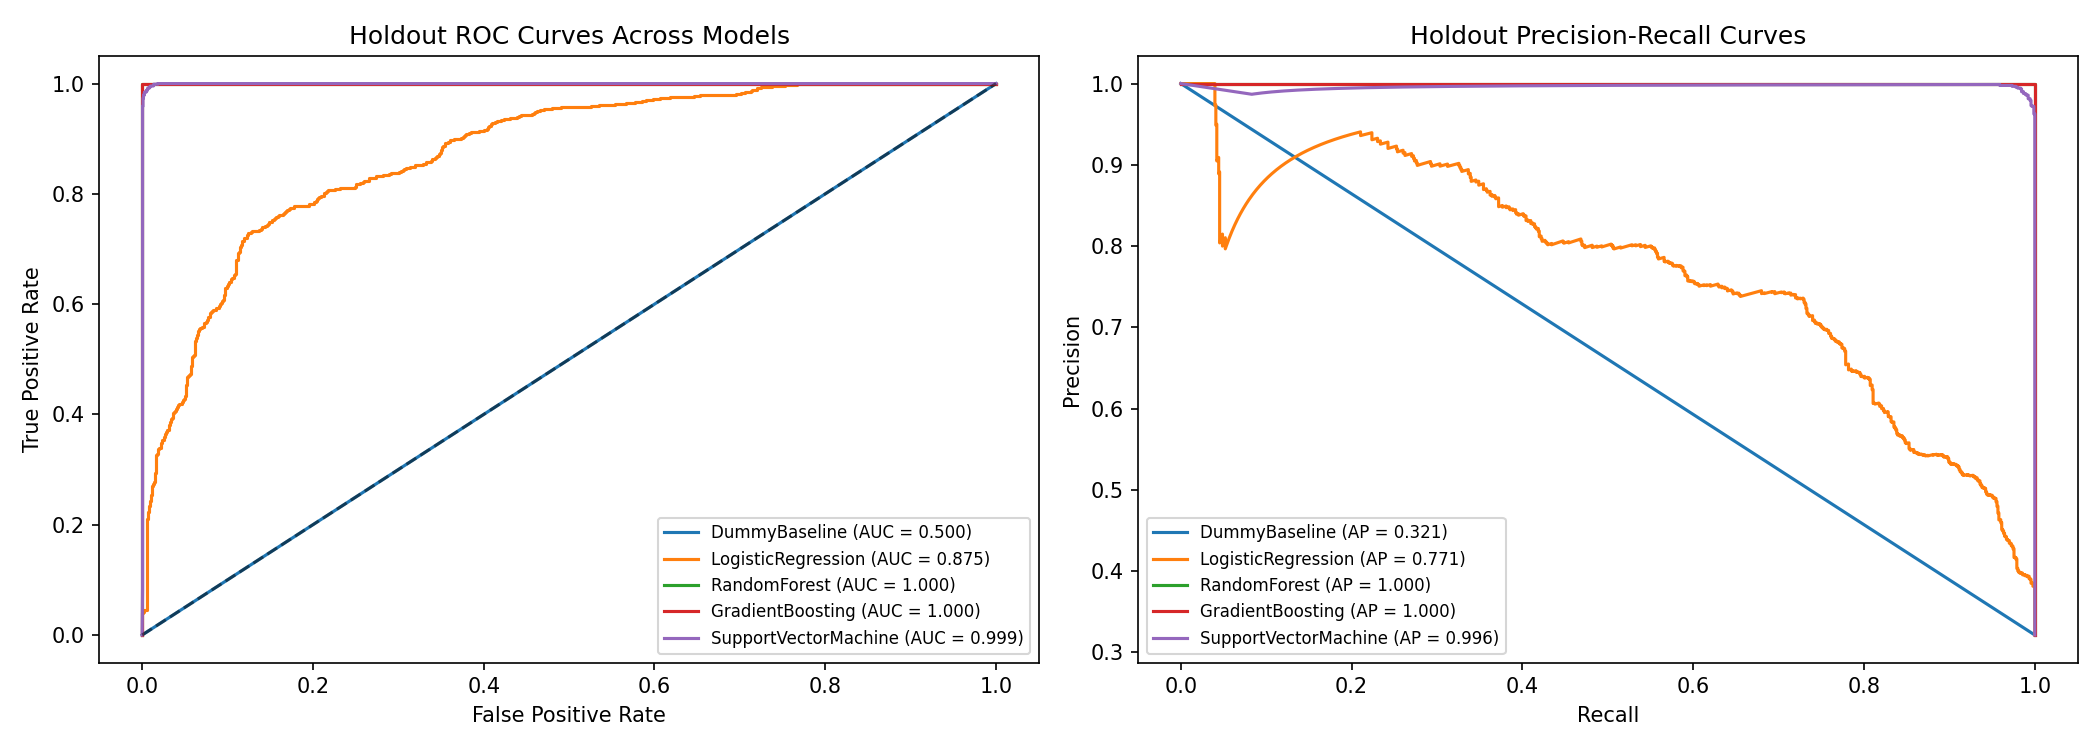 Holdout ROC Curves Across Models
True Positive Rate
1.0
0.8
0.6
0.4
0.2
0.0
DummyBaseline (AUC = 0.500)
LogisticRegression (AUC = 0.875)
RandomForest (AUC = 1.000)
GradientBoosting (AUC = 1.000)
SupportVectorMachine (AUC = 0.999)
0.0 0.2 0.4 0.6 0.8 1.0
False Positive Rate
Holdout Precision-Recall Curves
Precision
1.0
0.9
0.8
0.7
0.6
0.5
0.4
0.3
DummyBaseline (AP = 0.321)
LogisticRegression (AP = 0.771)
RandomForest (AP = 1.000)
GradientBoosting (AP = 1.000)
SupportVectorMachine (AP = 0.996)
0.0 0.2 0.4 0.6 0.8 1.0
Recall